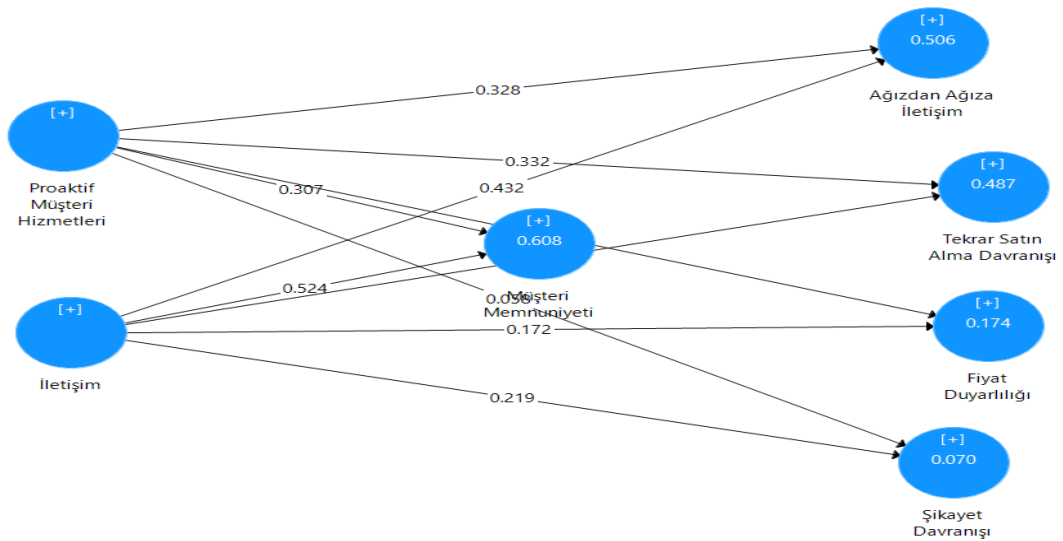 [+]
0.506
Ağızdan Ağıza
İletişim
[+]
Proaktif
Müşteri
Hizmetleri
0.328
0.332
0.307
0.432
[+]
0.487
Tekrar Satın
Alma Davranışı
[+]
0.608
Müşteri
Memnuniyeti
0.524
0.172
[+]
İletişim
[+]
0.174
Fiyat
Duyarlılığı
0.219
[+]
0.070
Şikayet
Davranışı